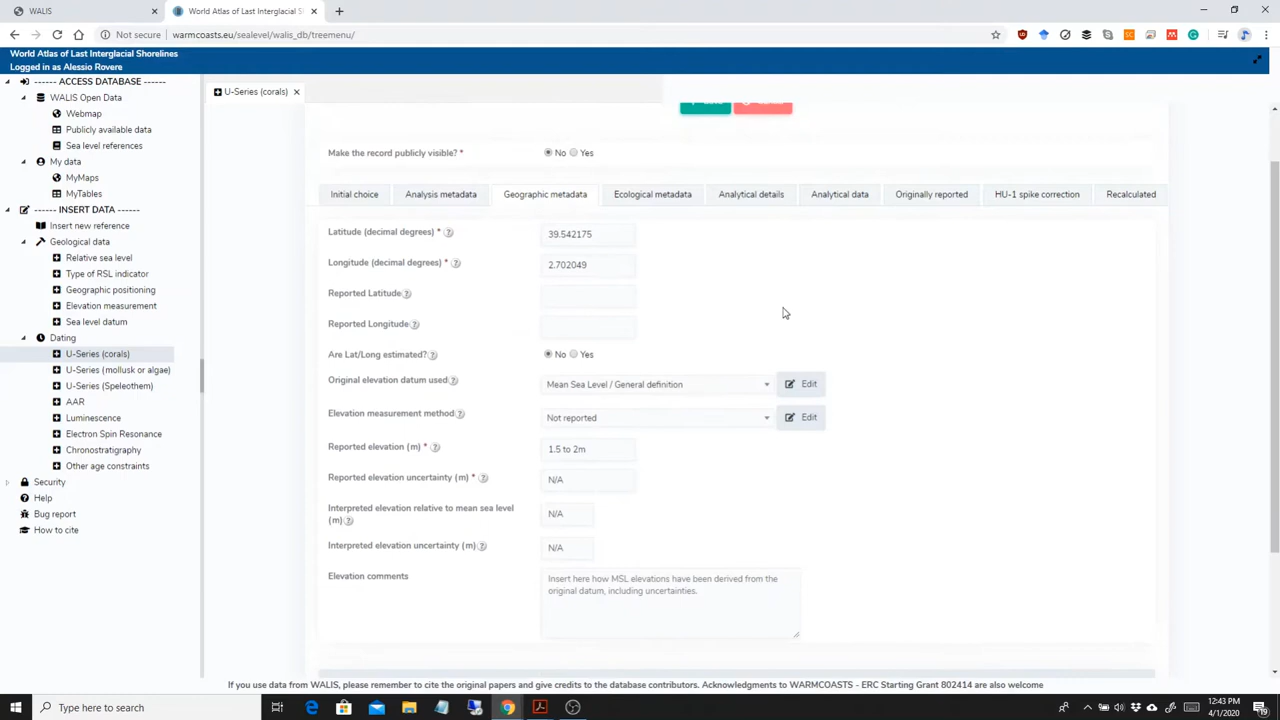 WALIS
World Atlas of Last Interglacial Shorelines
Not secure | warmcoasts.eu/sealevel/walis_db/treemenu/
World Atlas of Last Interglacial Shorelines
Logged in as Alessio Rovere
------ ACCESS DATABASE ------
WALIS Open Data
Webmap
Publicly available data
Sea level references
My data
MyMaps
MyTables
------ INSERT DATA ------
Insert new reference
Geological data
Relative sea level
Type of RSL indicator
Geographic positioning
Elevation measurement
Sea level datum
Dating
U-Series (corals)
U-Series (mollusk or algae)
U-Series (Speleothem)
AAR
Luminescence
Electron Spin Resonance
Chronostratigraphy
Other age constraints
Security
Help
Bug report
How to cite
U-Series (corals)
Make the record publicly visible? * No Yes
Initial choice Analysis metadata Geographic metadata Ecological metadata Analytical details Analytical data Originally reported HU-1 spike correction Recalculated
Latitude (decimal degrees) * 39.542175
Longitude (decimal degrees) * 2.702049
Reported Latitude
Reported Longitude
Are Lat/Long estimated? No Yes
Original elevation datum used Mean Sea Level / General definition Edit
Elevation measurement method Not reported Edit
Reported elevation (m) * 1.5 to 2m
Reported elevation uncertainty (m) * N/A
Interpreted elevation relative to mean sea level
(m) N/A
Interpreted elevation uncertainty (m) N/A
Elevation comments Insert here how MSL elevations have been derived from the
original datum, including uncertainties.
If you use data from WALIS, please remember to cite the original papers and give credits to the database contributors. Acknowledgments to WARMCOASTS - ERC Starting Grant 802414 are also welcome
Type here to search
12:43 PM
4/1/2020